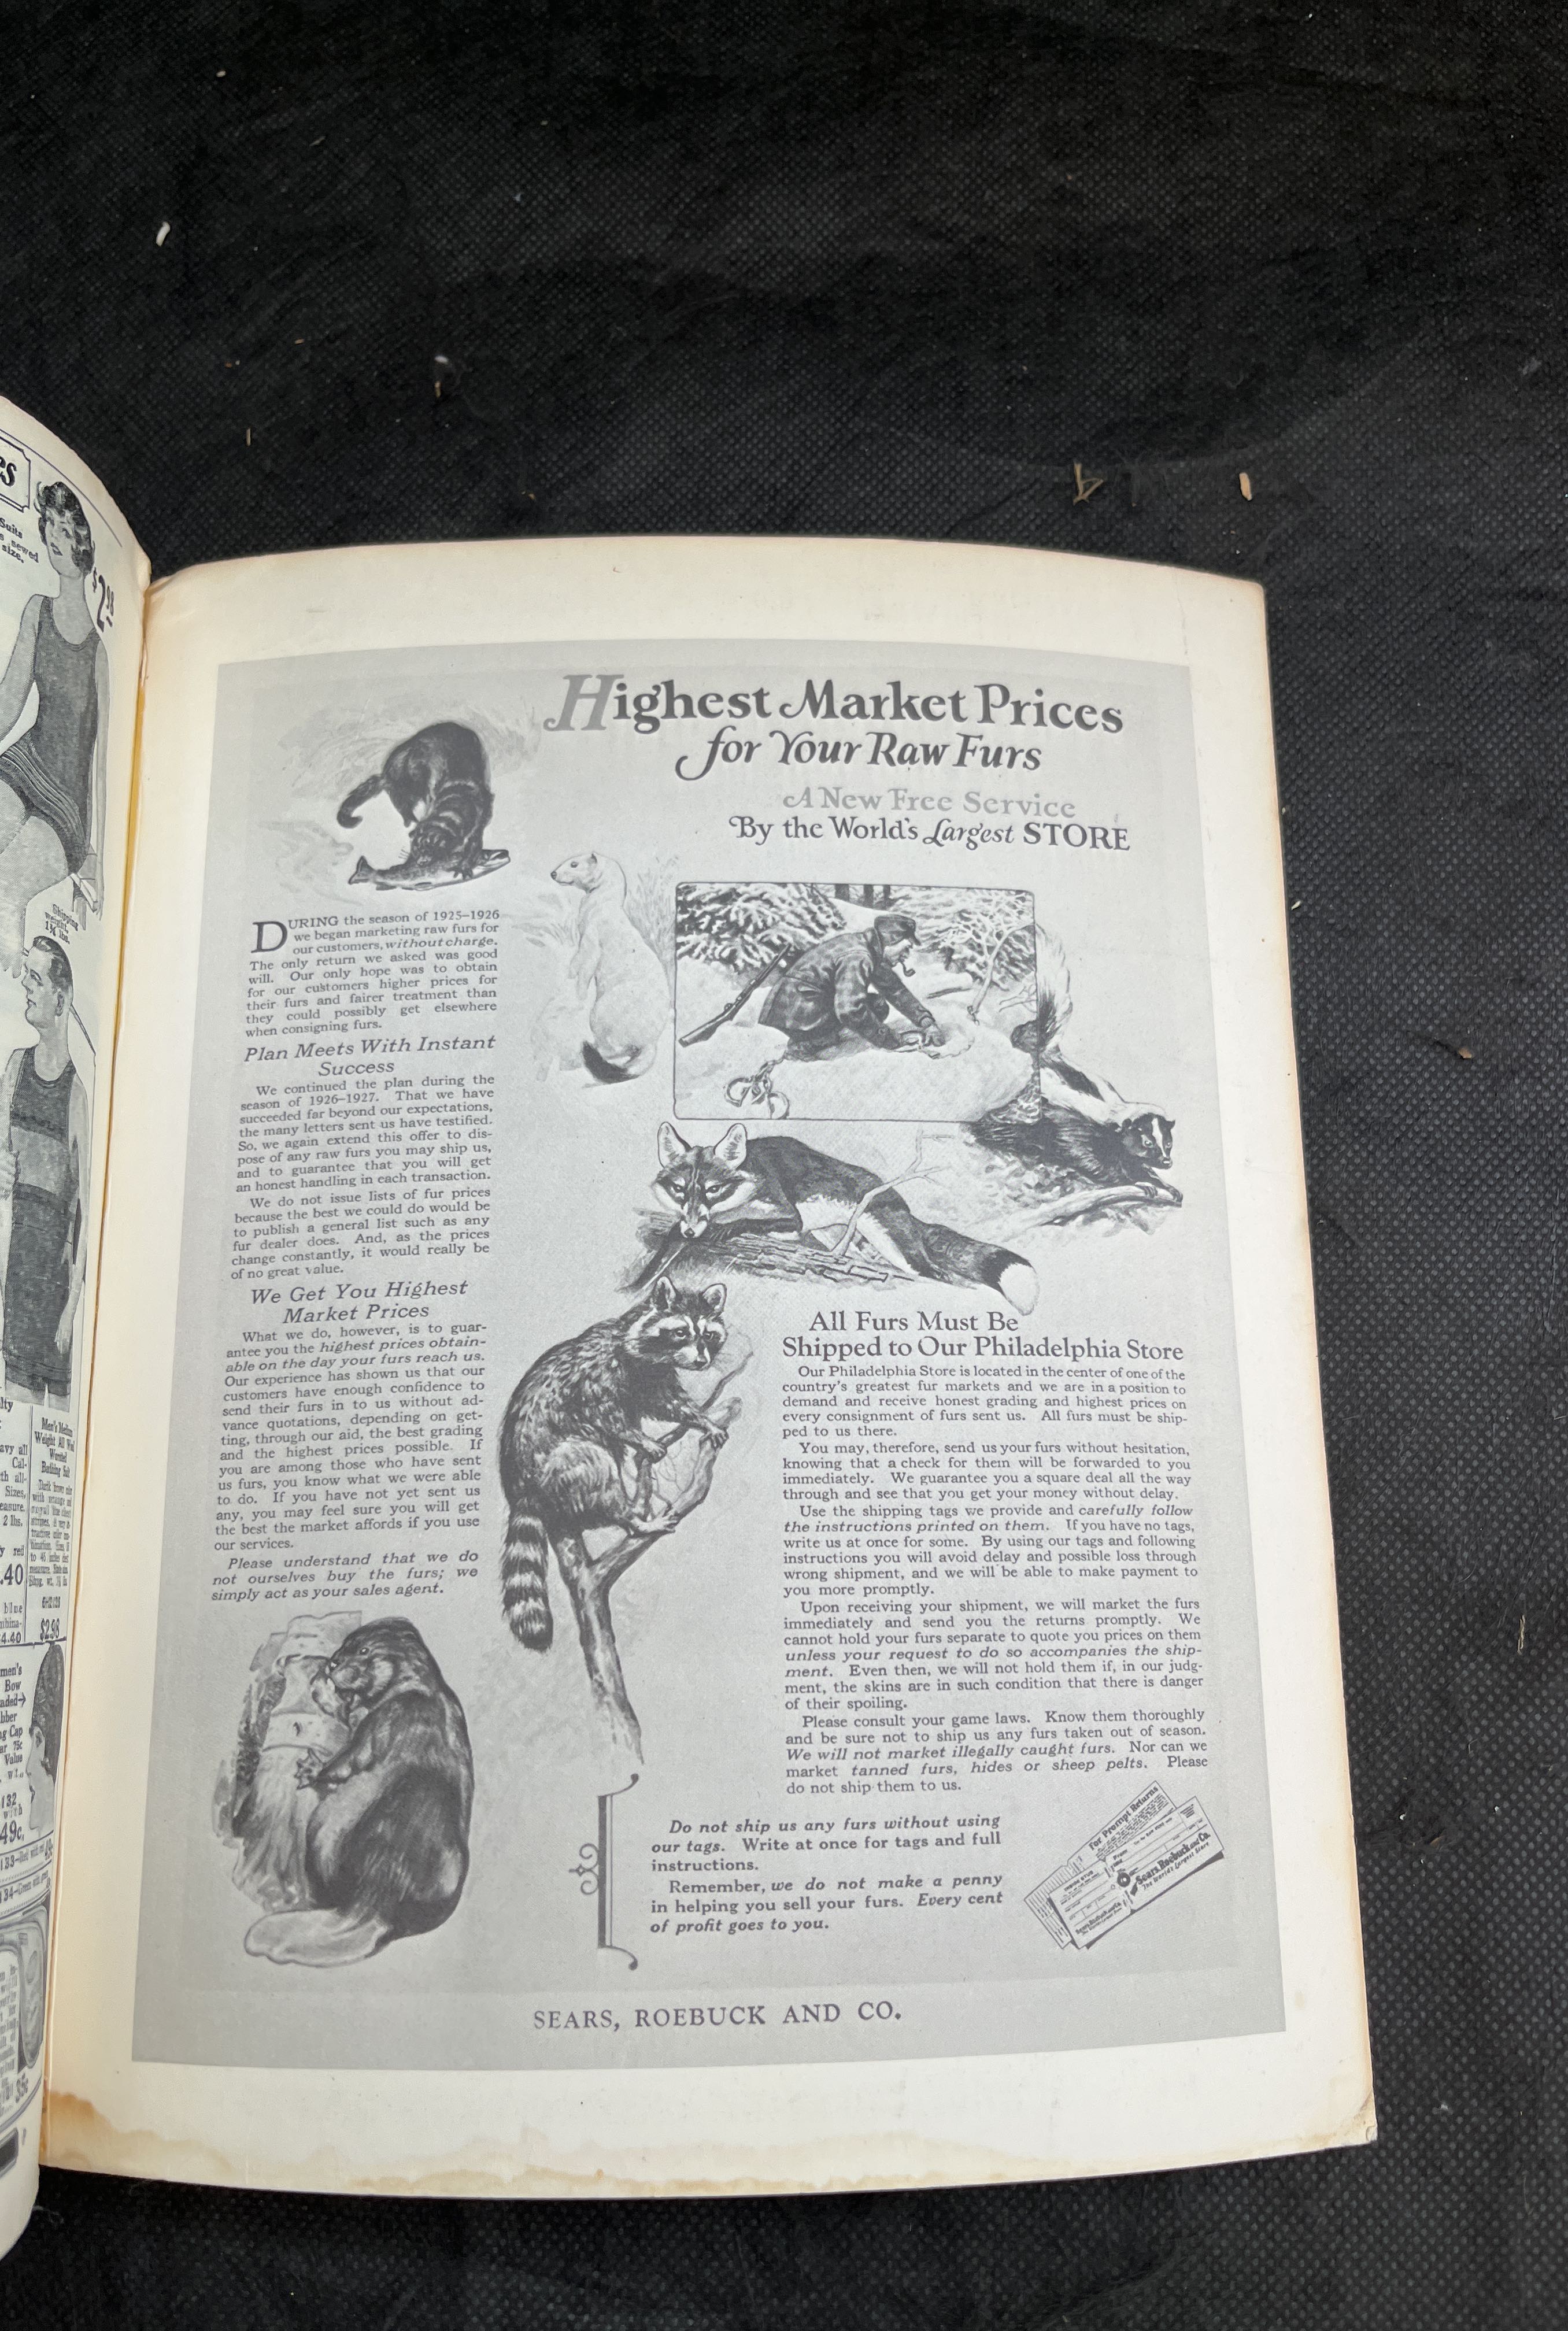 Suits
sewed
size.
$2.98
Shipping
weight,
1¾ lbs.
Men's Medium
Weight All Wool
Worsted
Bathing Suit
$2.98
Highest Market Prices
for Your Raw Furs
A New Free Service
By the World's Largest STORE
DURING the season of 1925–1926
we began marketing raw furs for
our customers, without charge.
The only return we asked was good
will. Our only hope was to obtain
for our customers higher prices for
their furs and fairer treatment than
they could possibly get elsewhere
when consigning furs.
Plan Meets With Instant
Success
We continued the plan during the
season of 1926–1927. That we have
succeeded far beyond our expectations,
the many letters sent us have testified.
So, we again extend this offer to dis-
pose of any raw furs you may ship us,
and to guarantee that you will get
an honest handling in each transaction.
We do not issue lists of fur prices
because the best we could do would be
to publish a general list such as any
fur dealer does. And, as the prices
change constantly, it would really be
of no great value.
We Get You Highest
Market Prices
What we do, however, is to guar-
antee you the highest prices obtain-
able on the day your furs reach us.
Our experience has shown us that our
customers have enough confidence to
send their furs in to us without ad-
vance quotations, depending on get-
ting, through our aid, the best grading
and the highest prices possible. If
you are among those who have sent
us furs, you know what we were able
to do. If you have not yet sent us
any, you may feel sure you will get
the best the market affords if you use
our services.
Please understand that we do
not ourselves buy the furs; we
simply act as your sales agent.
All Furs Must Be
Shipped to Our Philadelphia Store
Our Philadelphia Store is located in the center of one of the
country's greatest fur markets and we are in a position to
demand and receive honest grading and highest prices on
every consignment of furs sent us. All furs must be ship-
ped to us there.
You may, therefore, send us your furs without hesitation,
knowing that a check for them will be forwarded to you
immediately. We guarantee you a square deal all the way
through and see that you get your money without delay.
Use the shipping tags we provide and carefully follow
the instructions printed on them. If you have no tags,
write us at once for some. By using our tags and following
instructions you will avoid delay and possible loss through
wrong shipment, and we will be able to make payment to
you more promptly.
Upon receiving your shipment, we will market the furs
immediately and send you the returns promptly. We
cannot hold your furs separate to quote you prices on them
unless your request to do so accompanies the ship-
ment. Even then, we will not hold them if, in our judg-
ment, the skins are in such condition that there is danger
of their spoiling.
Please consult your game laws. Know them thoroughly
and be sure not to ship us any furs taken out of season.
We will not market illegally caught furs. Nor can we
market tanned furs, hides or sheep pelts. Please
do not ship them to us.
Do not ship us any furs without using
our tags. Write at once for tags and full
instructions.
Remember, we do not make a penny
in helping you sell your furs. Every cent
of profit goes to you.
For Prompt Returns
From
Sears, Roebuck and Co.
The World's Largest Store
SEARS, ROEBUCK AND CO.